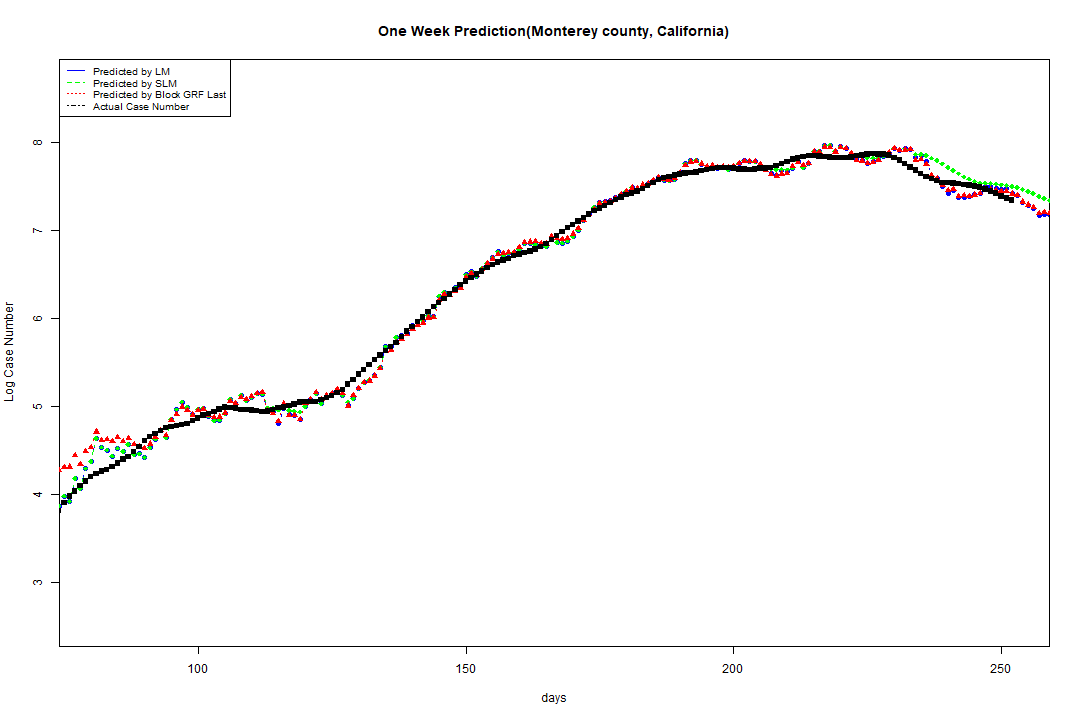 One Week Prediction(Monterey county, California)
Predicted by LM
Predicted by SLM
Predicted by Block GRF Last
Actual Case Number
8
7
6
5
4
3
Log Case Number
100 150 200 250
days